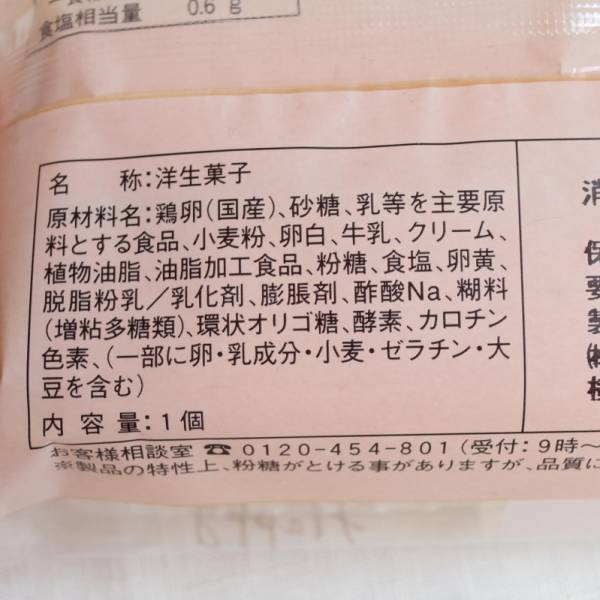 食塩相当量 0.6g
名 称:洋生菓子
原材料名:鶏卵(国産)、砂糖、乳等を主要原
料とする食品、小麦粉、卵白、牛乳、クリーム、
植物油脂、油脂加工食品、粉糖、食塩、卵黄、
脱脂粉乳/乳化剤、膨脹剤、酢酸Na、糊料
(増粘多糖類)、環状オリゴ糖、酵素、カロチン
色素、(一部に卵・乳成分・小麦・ゼラチン・大
豆を含む)
内容量:1個
お客様相談室 ☎ 0120-454-801(受付:9時~
※製品の特性上、粉糖がとける事がありますが、品質に
消
保
要
製